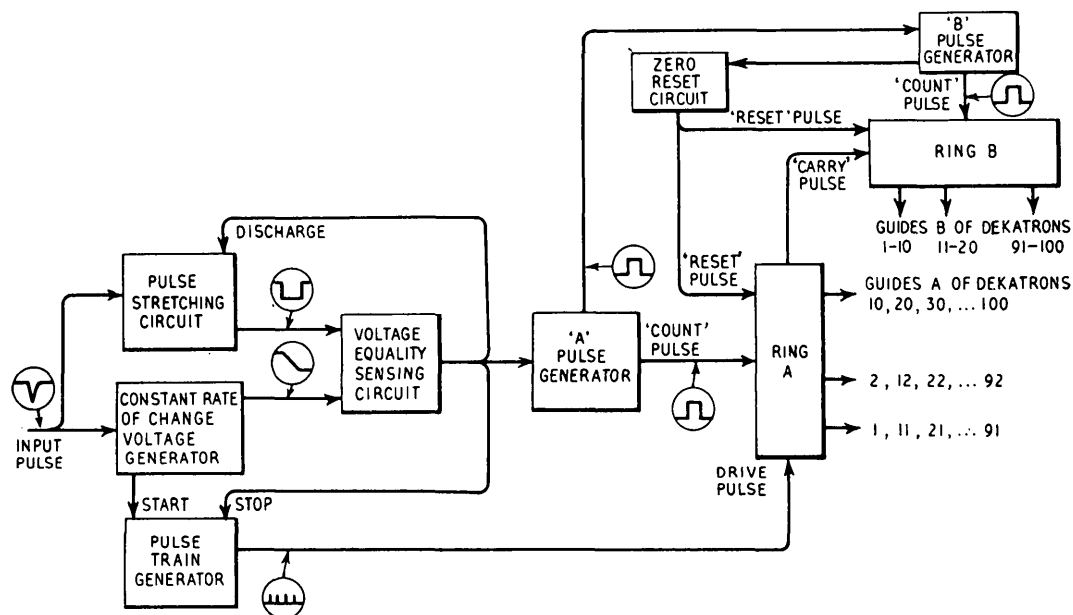 'B'
PULSE
GENERATOR
ZERO
RESET
CIRCUIT
'COUNT'
PULSE
'RESET' PULSE
RING B
'CARRY'
PULSE
GUIDES B OF DEKATRONS
1-10 11-20 91-100
DISCHARGE
PULSE
STRETCHING
CIRCUIT
'RESET'
PULSE
GUIDES A OF DEKATRONS
10, 20, 30, ... 100
VOLTAGE
EQUALITY
SENSING
CIRCUIT
'A'
PULSE
GENERATOR
'COUNT'
PULSE
RING
A
2, 12, 22, ... 92
1, 11, 21, ... 91
INPUT
PULSE
CONSTANT RATE
OF CHANGE
VOLTAGE
GENERATOR
START
STOP
DRIVE
PULSE
PULSE
TRAIN
GENERATOR